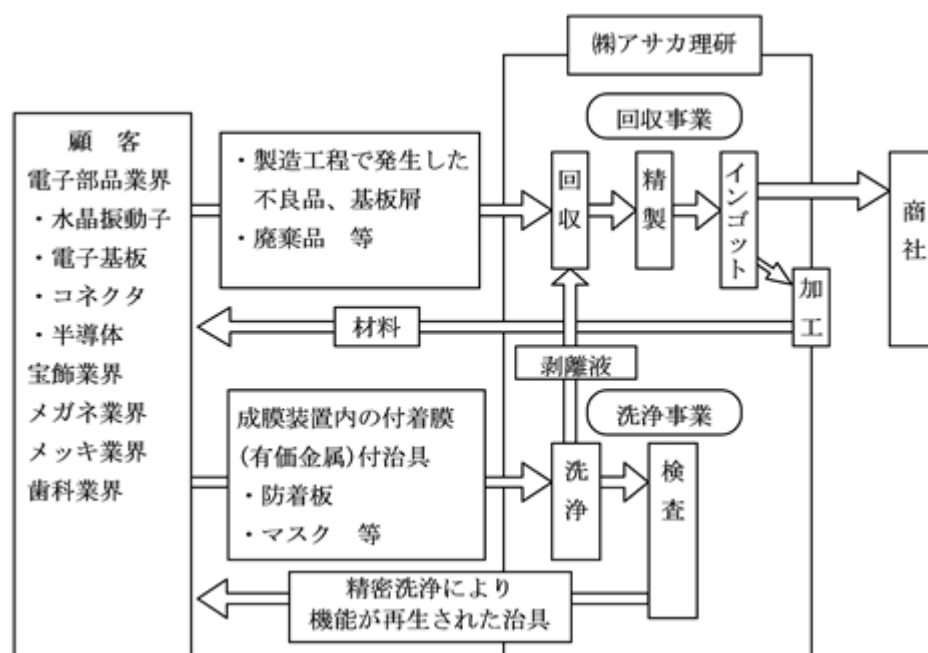 ㈱アサカ理研
顧　客
電子部品業界
・水晶振動子
・電子基板
・コネクタ
・半導体
宝飾業界
メガネ業界
メッキ業界
歯科業界
・製造工程で発生した
不良品、基板層
・廃棄品　等
回収事業
回収
精製
インゴット
商社
加工
材料
剥離液
洗浄事業
成膜装置内の付着膜
(有価金属)付治具
・防着板
・マスク　等
洗浄
検査
精密洗浄により
機能が再生された治具